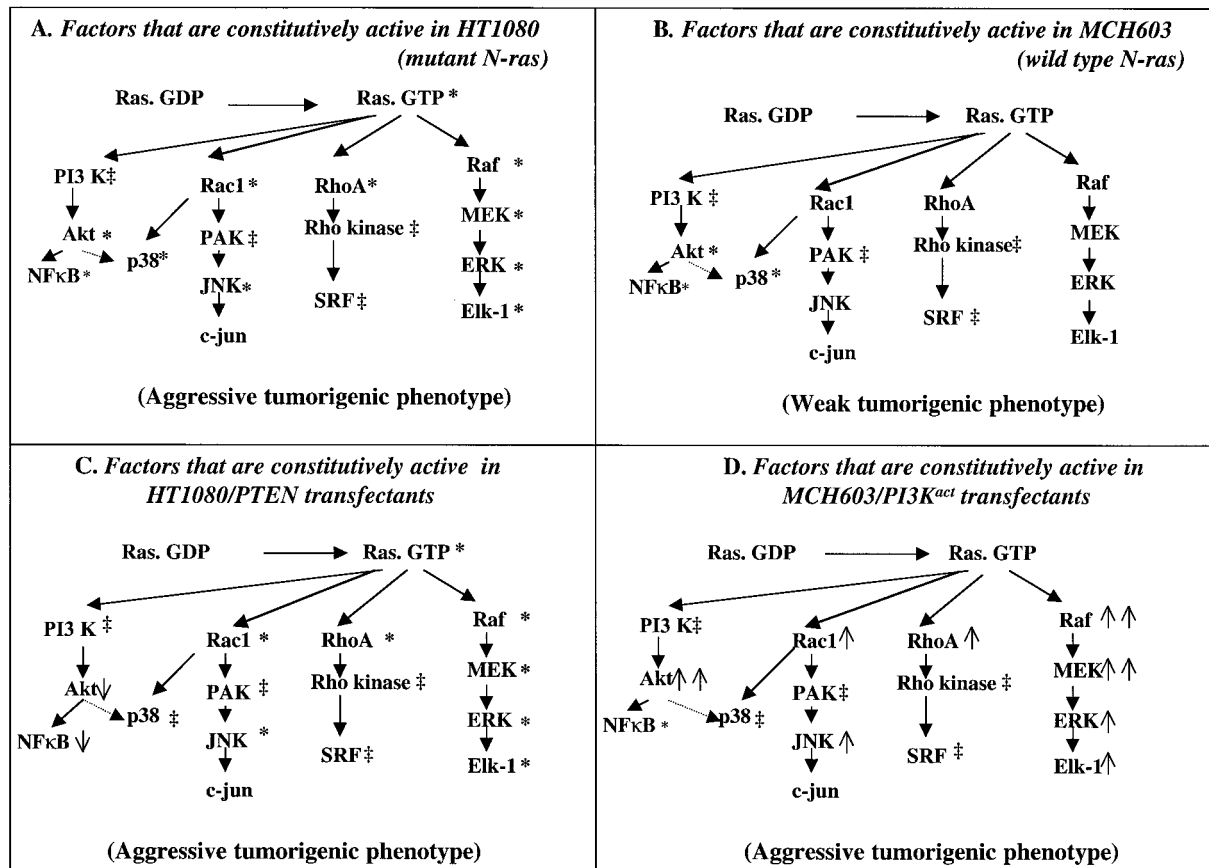 A. Factors that are constitutively active in HT1080
(mutant N-ras)
Ras. GDP
Ras. GTP *
PI3 K‡
Rac1 *
RhoA*
Raf *
Akt *
PAK ‡
Rho kinase ‡
MEK *
NFκB *
p38*
JNK*
SRF ‡
ERK *
c-jun
Elk-1 *
(Aggressive tumorigenic phenotype)
B. Factors that are constitutively active in MCH603
(wild type N-ras)
Ras. GDP
Ras. GTP
PI3 K ‡
Rac1
RhoA
Raf
Akt *
PAK ‡
Rho kinase‡
MEK
NFκB*
p38 *
JNK
SRF ‡
ERK
c-jun
Elk-1
(Weak tumorigenic phenotype)
C. Factors that are constitutively active in
HT1080/PTEN transfectants
Ras. GDP
Ras. GTP *
PI3 K ‡
Rac1 *
RhoA *
Raf *
Akt↓
PAK ‡
Rho kinase ‡
MEK *
NFκB ↓
p38 ‡
JNK *
SRF ‡
ERK *
c-jun
Elk-1 *
(Aggressive tumorigenic phenotype)
D. Factors that are constitutively active in
MCH603/PI3Kact transfectants
Ras. GDP
Ras. GTP
PI3 K‡
Rac1 ↑
RhoA ↑
Raf ↑ ↑
Akt↑ ↑
PAK‡
Rho kinase ‡
MEK↑ ↑
NFκB *
p38 ‡
JNK ↑
SRF ‡
ERK↑
c-jun
Elk-1↑
(Aggressive tumorigenic phenotype)